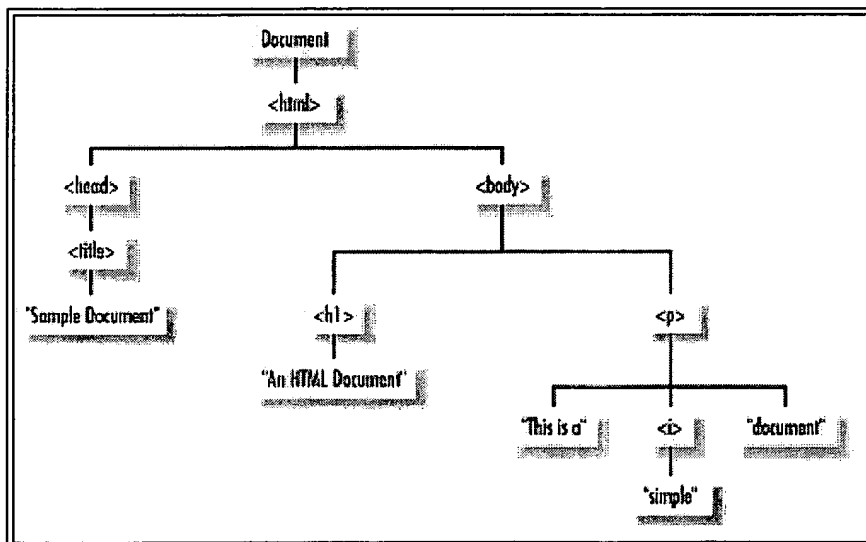 Document
<html>
<head> <body>
<title>
"Sample Document" <h1> <p>
"An HTML Document"
"This is a" <i> "document"
"simple"